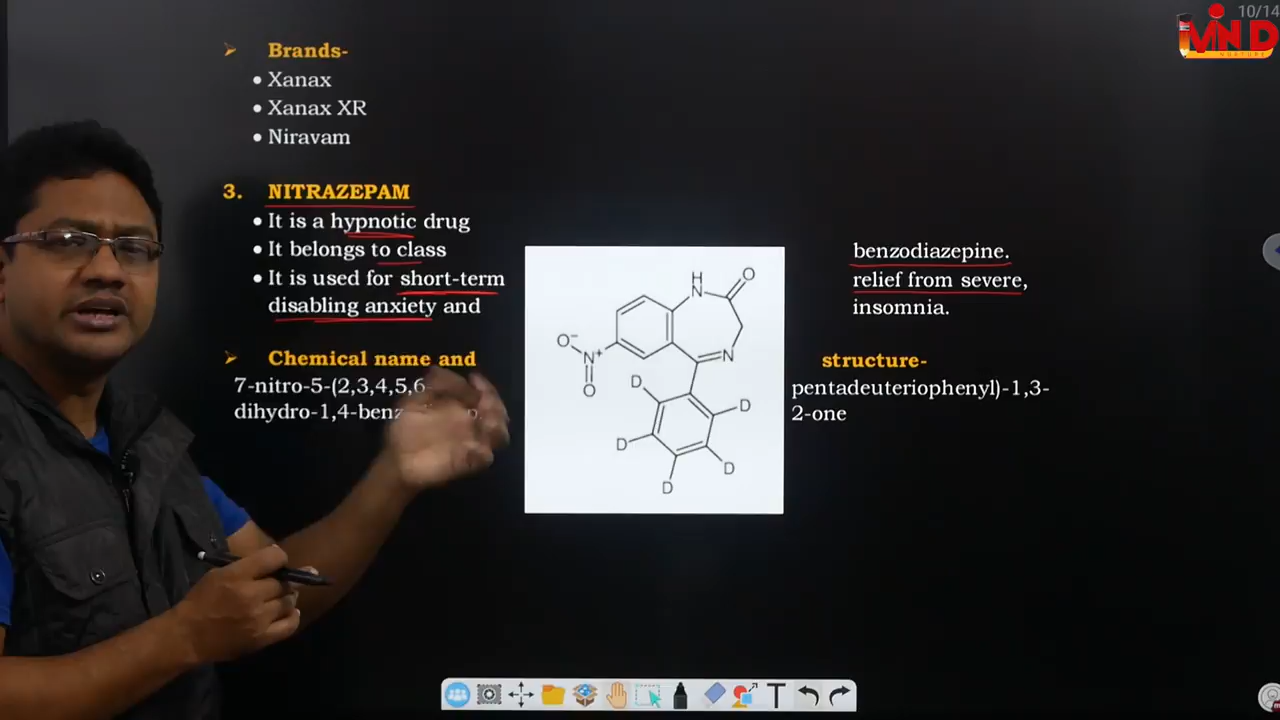 10/14
MIND
NURTURE
Brands-
• Xanax
• Xanax XR
• Niravam
3. NITRAZEPAM
• It is a hypnotic drug
• It belongs to class benzodiazepine.
• It is used for short-term relief from severe,
disabling anxiety and insomnia.
Chemical name and structure-
7-nitro-5-(2,3,4,5,6- pentadeuteriophenyl)-1,3-
dihydro-1,4-benz 2-one
H
N
O
O⁻
N⁺
O
N
D
D
D
D
D
T